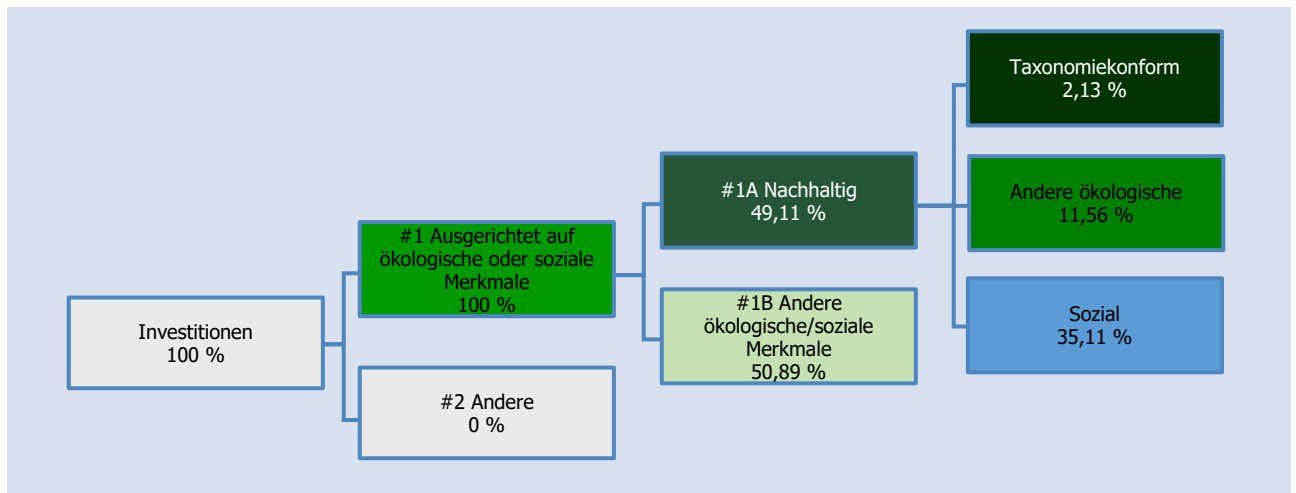 Investitionen
100 %
#1 Ausgerichtet auf
ökologische oder soziale
Merkmale
100 %
#2 Andere
0 %
#1A Nachhaltig
49,11 %
#1B Andere
ökologische/soziale
Merkmale
50,89 %
Taxonomiekonform
2,13 %
Andere ökologische
11,56 %
Sozial
35,11 %